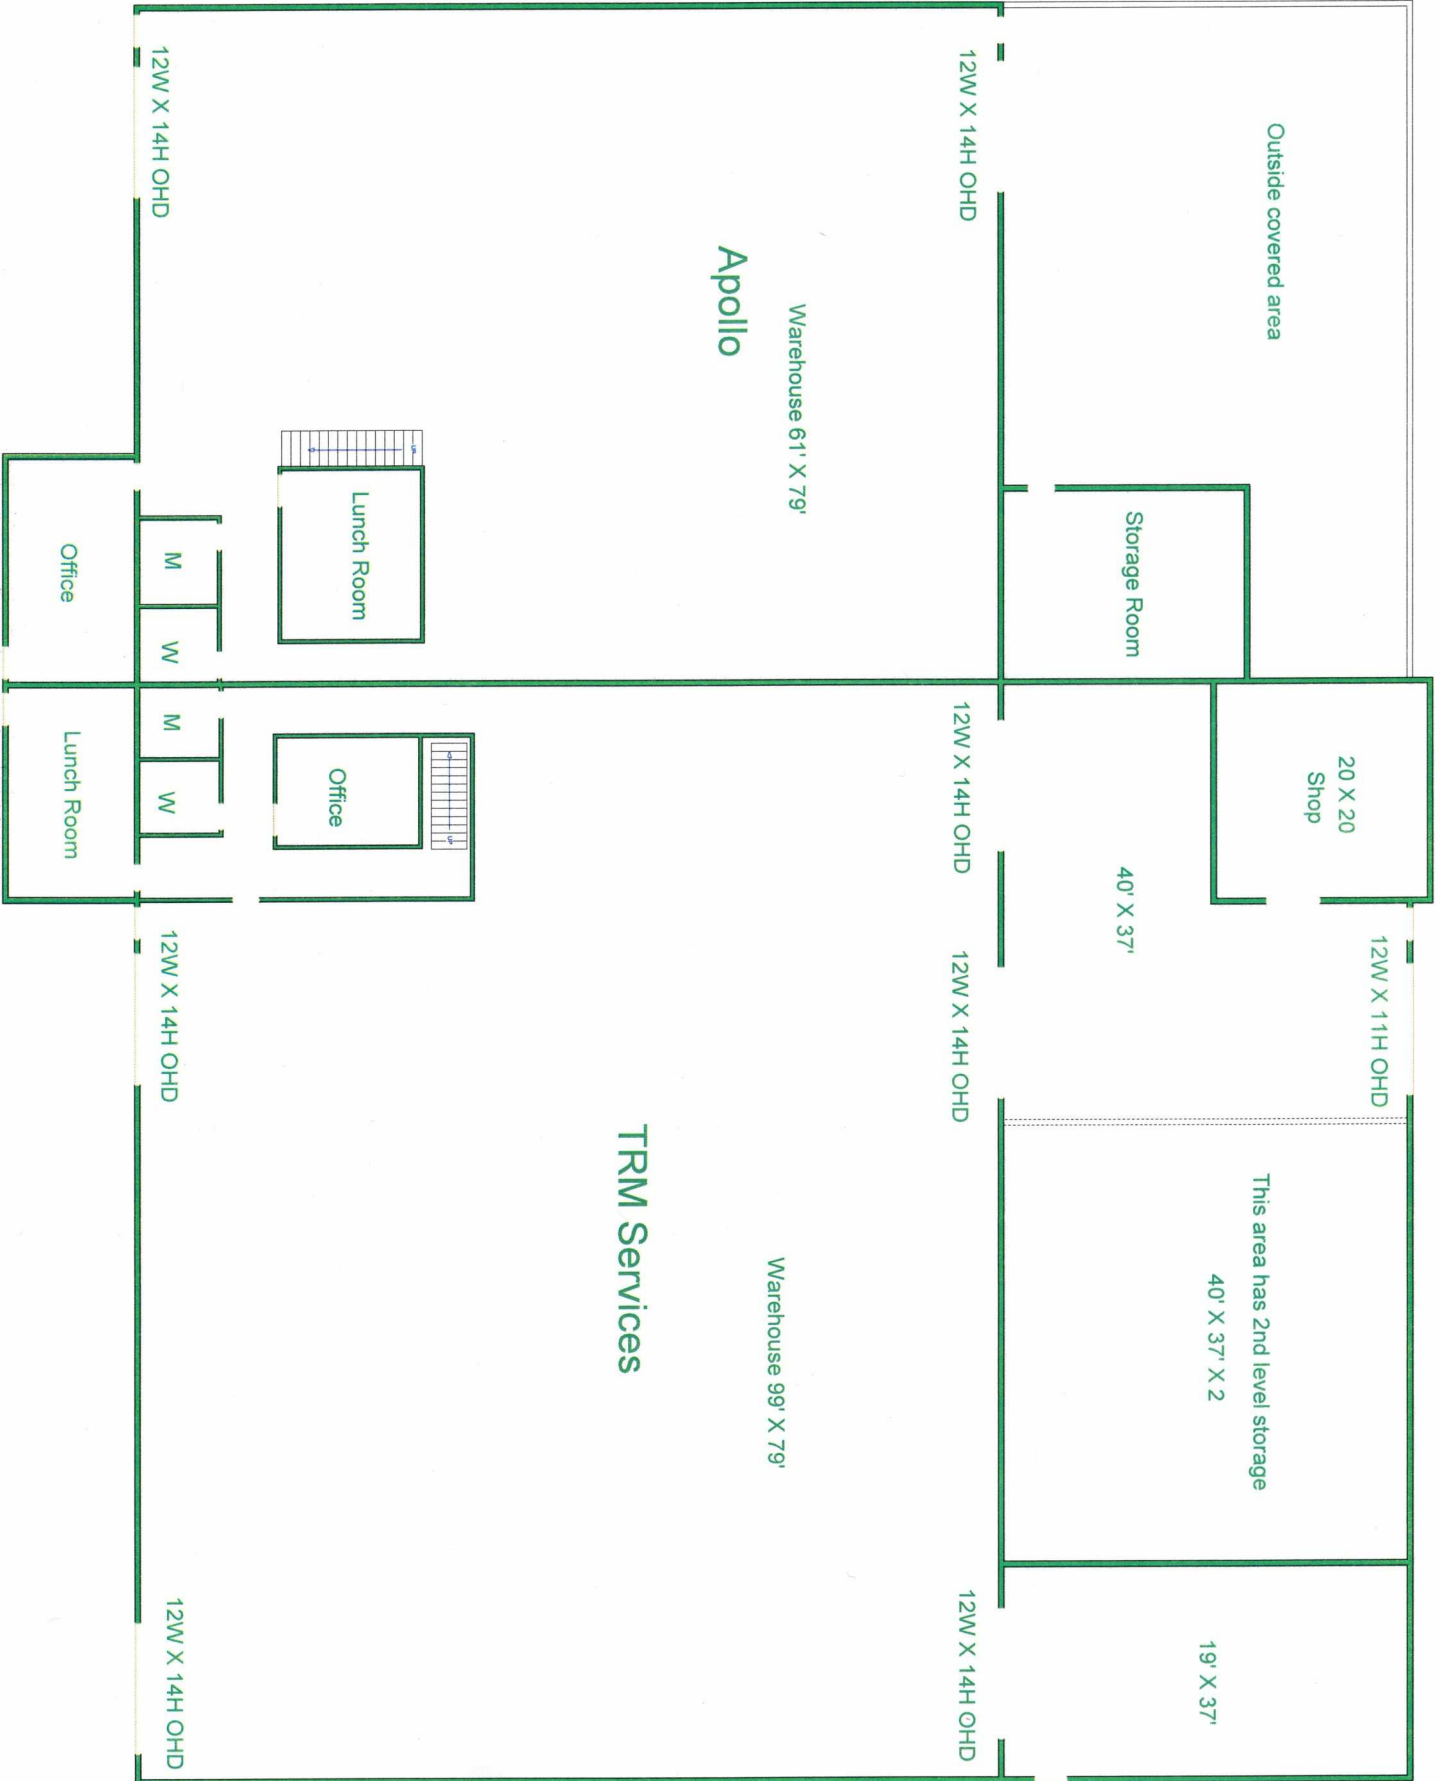 Outside covered area
12W X 14H OHD
12W X 14H OHD
Apollo
Warehouse 61' X 79'
Storage Room
Lunch Room
UP
Office
M
W
20 X 20
Shop
40' X 37'
12W X 11H OHD
12W X 14H OHD
12W X 14H OHD
M
W
Office
UP
Lunch Room
12W X 14H OHD
TRM Services
Warehouse 99' X 79'
This area has 2nd level storage
40' X 37' X 2
19' X 37'
12W X 14H OHD
12W X 14H OHD